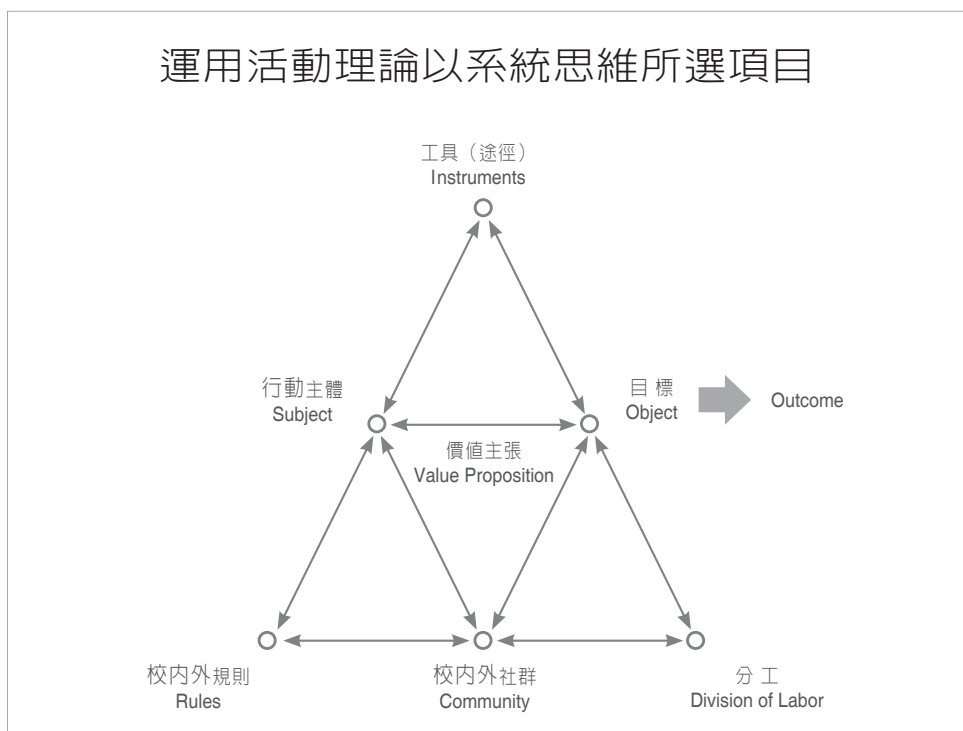 運用活動理論以系統思維所選項目
工具（途徑）
Instruments
行動主體
Subject
目 標
Object
Outcome
價值主張
Value Proposition
校內外規則
Rules
校內外社群
Community
分 工
Division of Labor